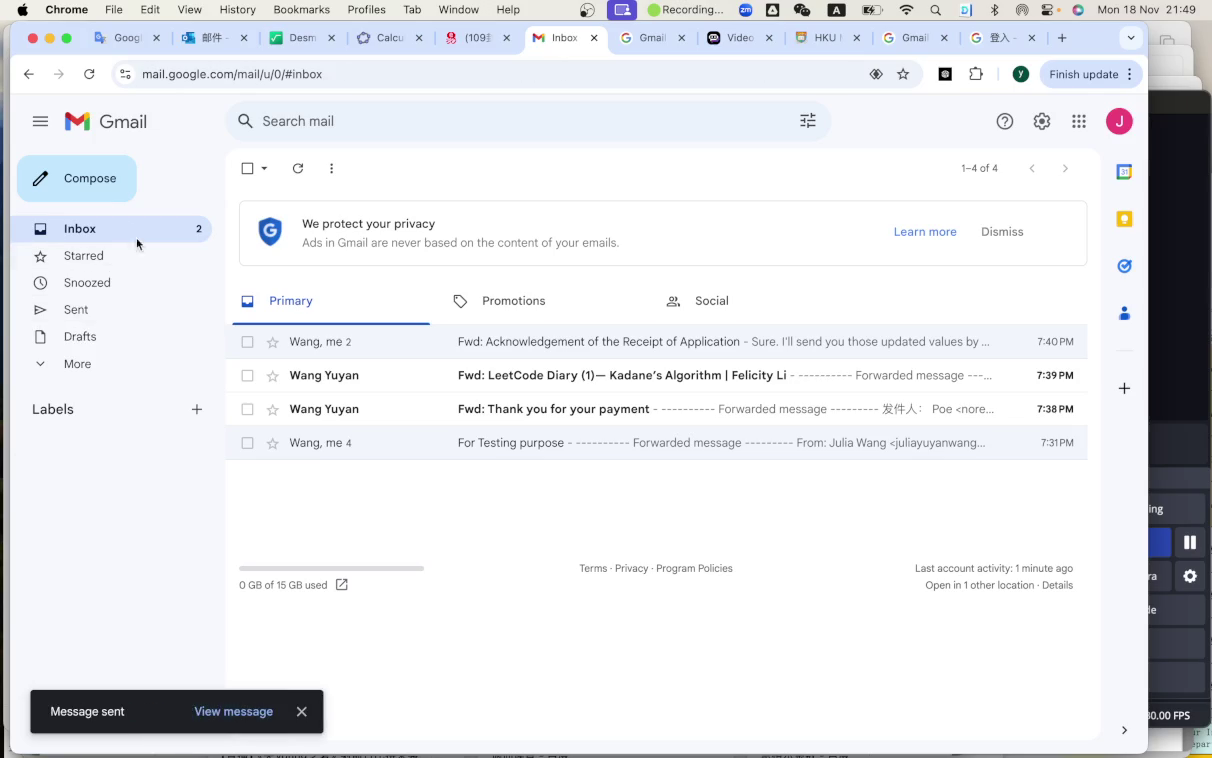 Chrome File Edit View History Bookmarks Profiles Tab Window Help Recording... A 21:49
Googl 邮件 - Desm Calcu (109封 Inbox Gmail Video HKU Gmail 登入 -
mail.google.com/mail/u/0/#inbox y Finish update
Gmail Search mail J
Compose 1–4 of 4
We protect your privacy
Ads in Gmail are never based on the content of your emails.
Learn more Dismiss
Inbox 2
Starred
Snoozed
Sent
Drafts
More
Labels
31
Primary Promotions Social
Wang, me 2 Fwd: Acknowledgement of the Receipt of Application - Sure. I'll send you those updated values by ... 7:40 PM
Wang Yuyan Fwd: LeetCode Diary (1)— Kadane's Algorithm | Felicity Li - ---------- Forwarded message ---... 7:39 PM
Wang Yuyan Fwd: Thank you for your payment - ---------- Forwarded message --------- 发件人： Poe <nore... 7:38 PM
Wang, me 4 For Testing purpose - ---------- Forwarded message --------- From: Julia Wang <juliayuyanwang... 7:31 PM
0 GB of 15 GB used
Terms · Privacy · Program Policies
Last account activity: 1 minute ago
Open in 1 other location · Details
Message sent View message
ing
ra
de
30.00 FPS